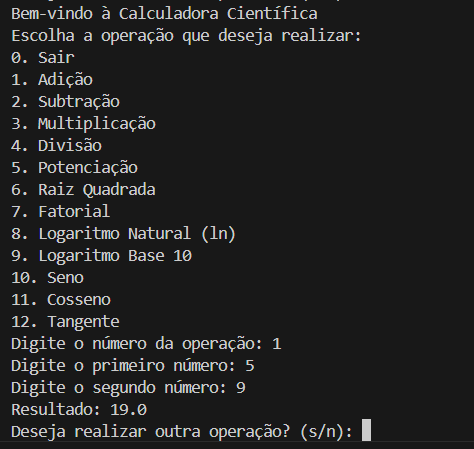 Bem-vindo à Calculadora Científica
Escolha a operação que deseja realizar:
0. Sair
1. Adição
2. Subtração
3. Multiplicação
4. Divisão
5. Potenciação
6. Raiz Quadrada
7. Fatorial
8. Logaritmo Natural (ln)
9. Logaritmo Base 10
10. Seno
11. Cosseno
12. Tangente
Digite o número da operação: 1
Digite o primeiro número: 5
Digite o segundo número: 9
Resultado: 19.0
Deseja realizar outra operação? (s/n):